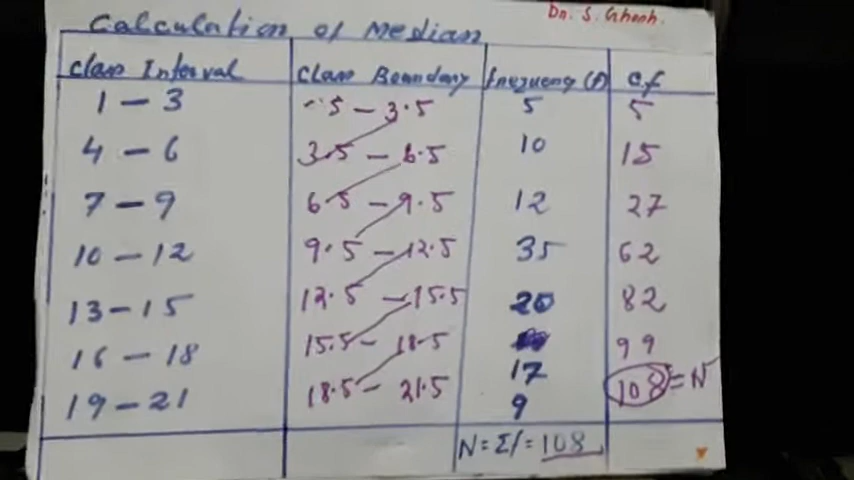 Dr. S. Ghosh.
Calculation of Median
Class Interval Class Boundary frequency (f) c.f
1 – 3 .5 – 3.5 5 5
4 – 6 3.5 – 6.5 10 15
7 – 9 6.5 – 9.5 12 27
10 – 12 9.5 – 12.5 35 62
13 – 15 12.5 – 15.5 20 82
16 – 18 15.5 – 18.5 17 99
19 – 21 18.5 – 21.5 9 108 = N
N = Σf = 108